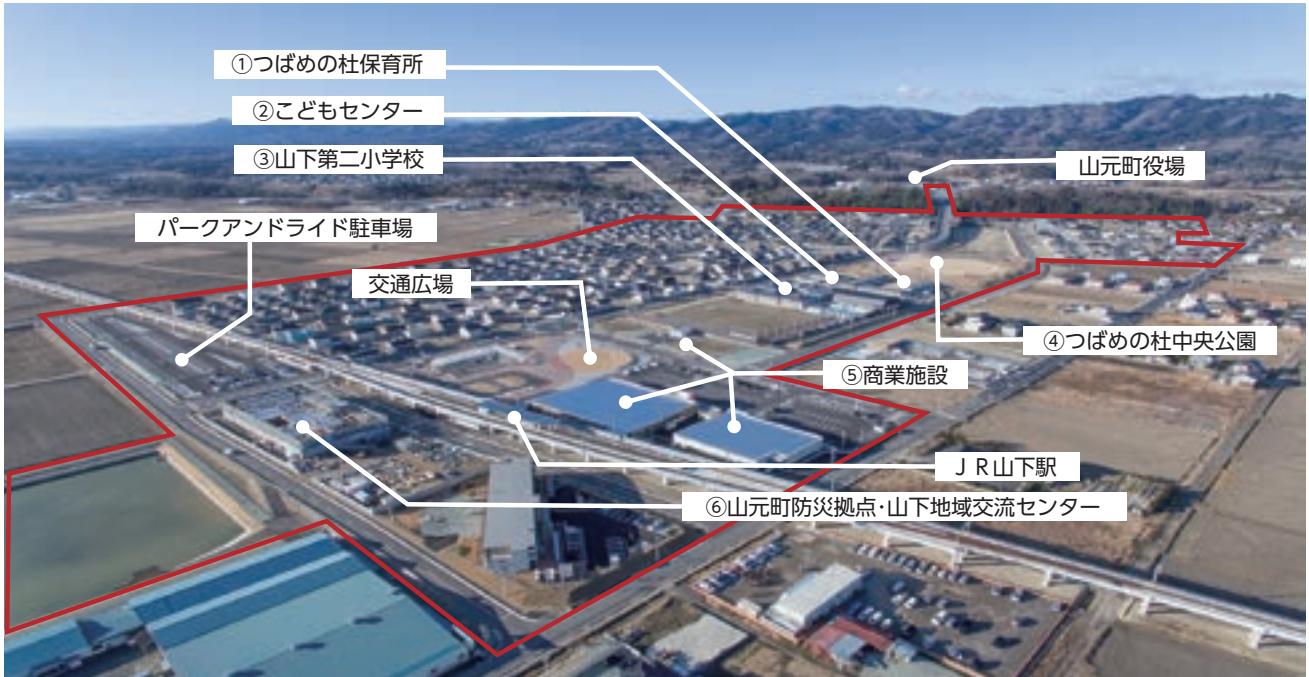 ①つばめの杜保育所
②こどもセンター
③山下第二小学校
山元町役場
パークアンドライド駐車場
交通広場
④つばめの杜中央公園
⑤商業施設
ＪＲ山下駅
⑥山元町防災拠点・山下地域交流センター